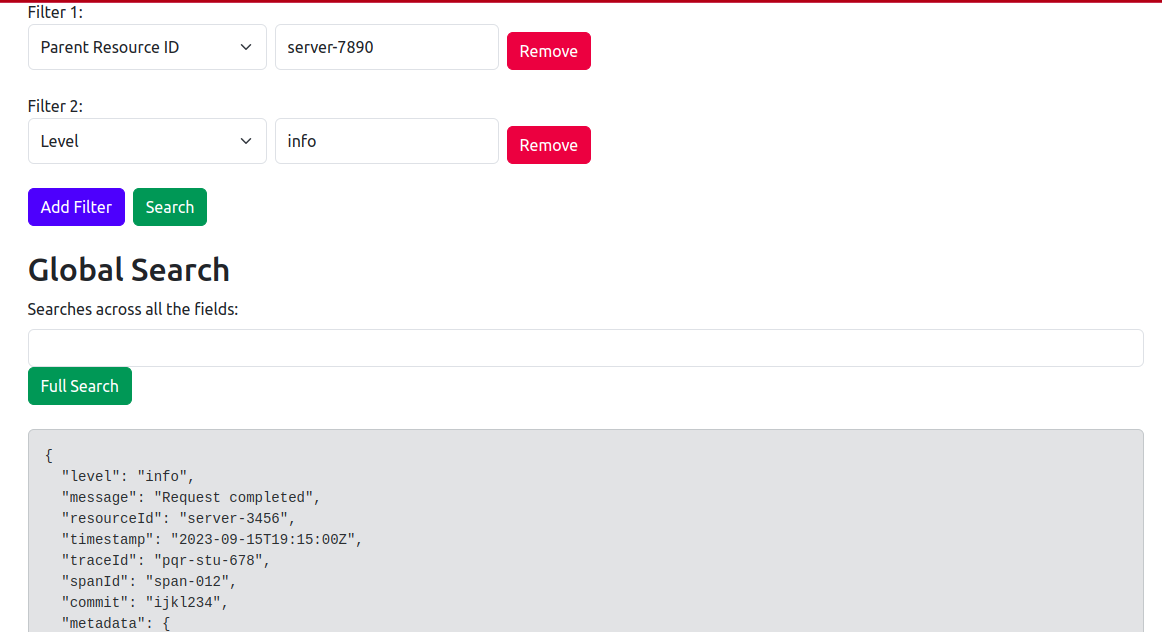 Filter 1:
Parent Resource ID server-7890 Remove
Filter 2:
Level info Remove
Add Filter Search
Global Search
Searches across all the fields:
Full Search
{
  "level": "info",
  "message": "Request completed",
  "resourceId": "server-3456",
  "timestamp": "2023-09-15T19:15:00Z",
  "traceId": "pqr-stu-678",
  "spanId": "span-012",
  "commit": "ijkl234",
  "metadata": {